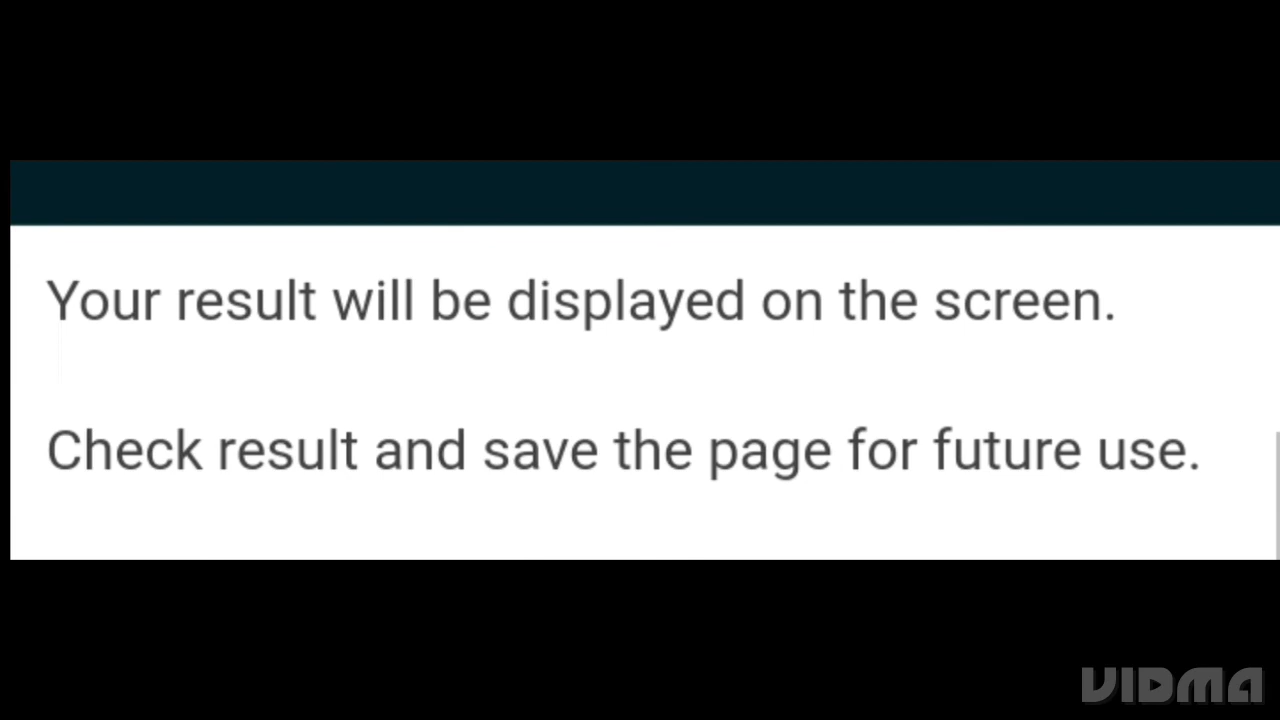 Your result will be displayed on the screen.
Check result and save the page for future use.
VIDMA